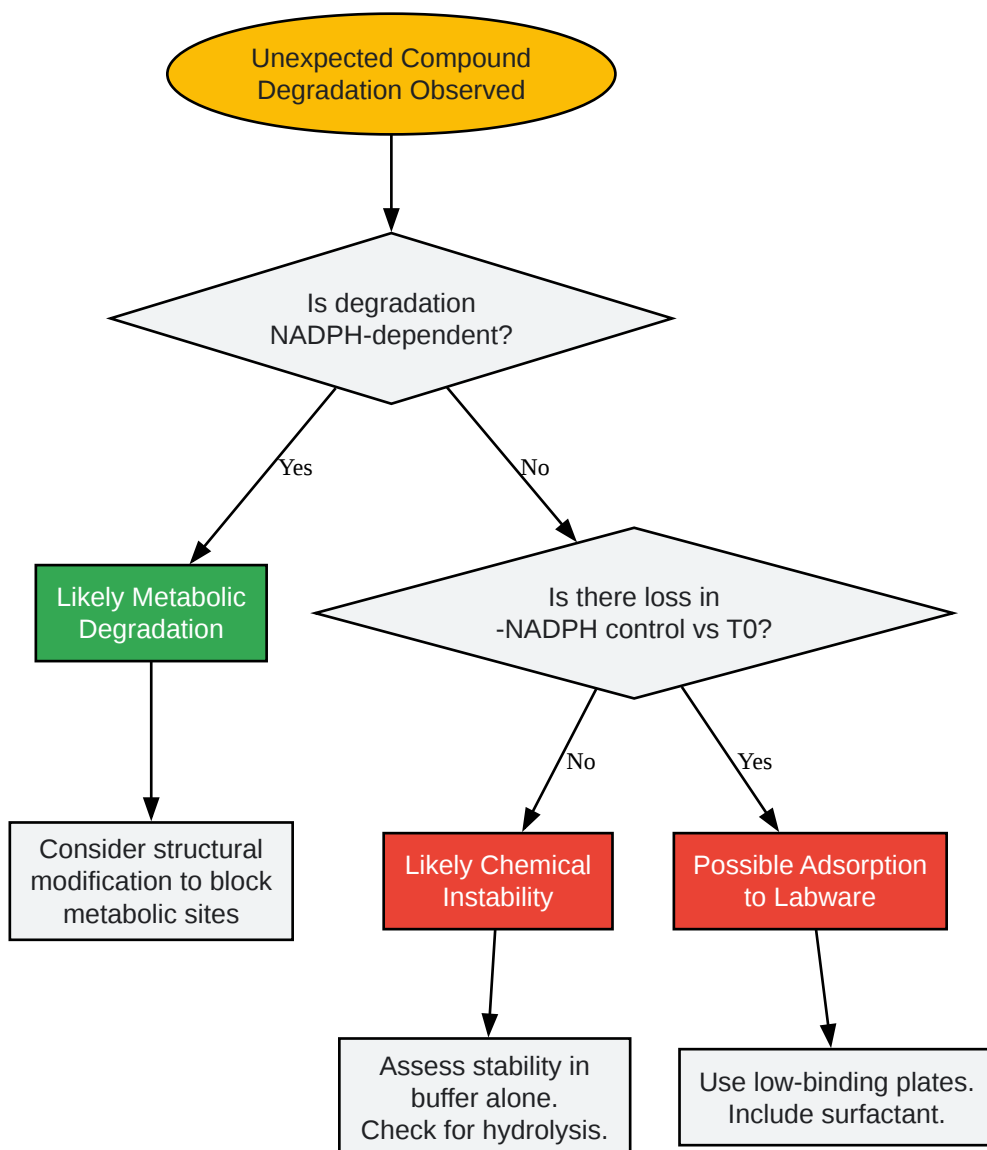 Unexpected Compound
Degradation Observed
Is degradation
NADPH-dependent?
Yes
No
Likely Metabolic
Degradation
Is there loss in
-NADPH control vs T0?
No
Yes
Consider structural
modification to block
metabolic sites
Likely Chemical
Instability
Possible Adsorption
to Labware
Assess stability in
buffer alone.
Check for hydrolysis.
Use low-binding plates.
Include surfactant.